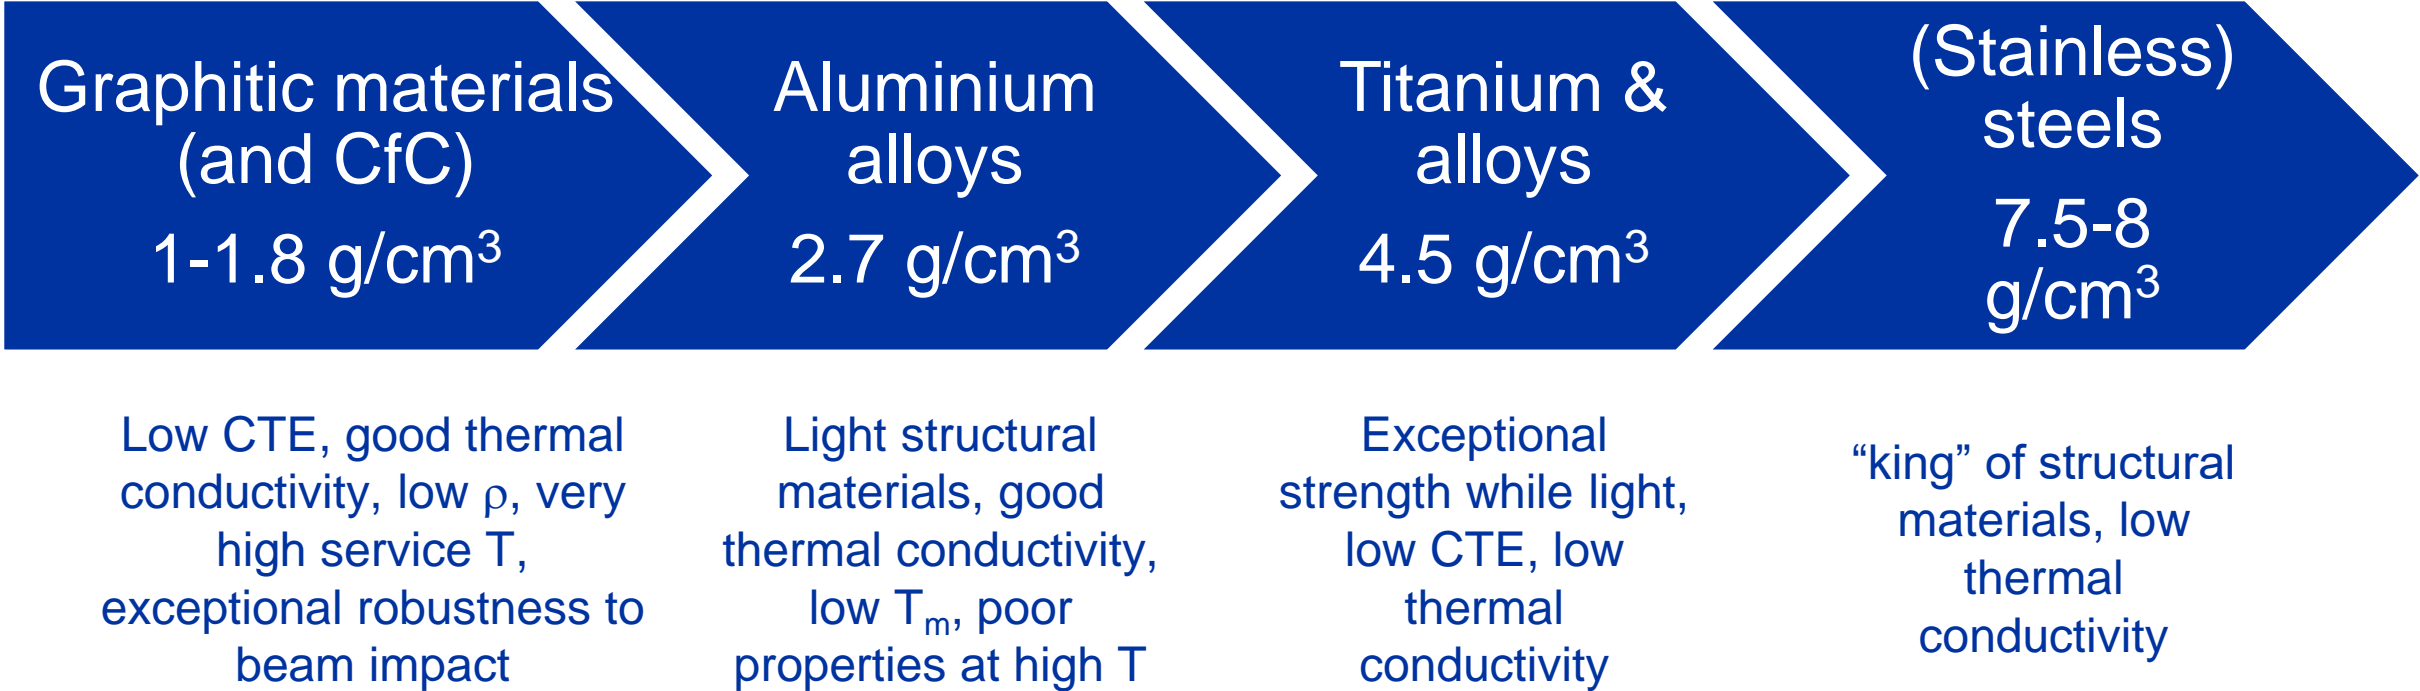 Graphitic materials
(and CfC)
1-1.8 g/cm³
Aluminium
alloys
2.7 g/cm³
Titanium &
alloys
4.5 g/cm³
(Stainless)
steels
7.5-8
g/cm³
Low CTE, good thermal
conductivity, low ρ, very
high service T,
exceptional robustness to
beam impact
Light structural
materials, good
thermal conductivity,
low Tₘ, poor
properties at high T
Exceptional
strength while light,
low CTE, low
thermal
conductivity
“king” of structural
materials, low
thermal
conductivity